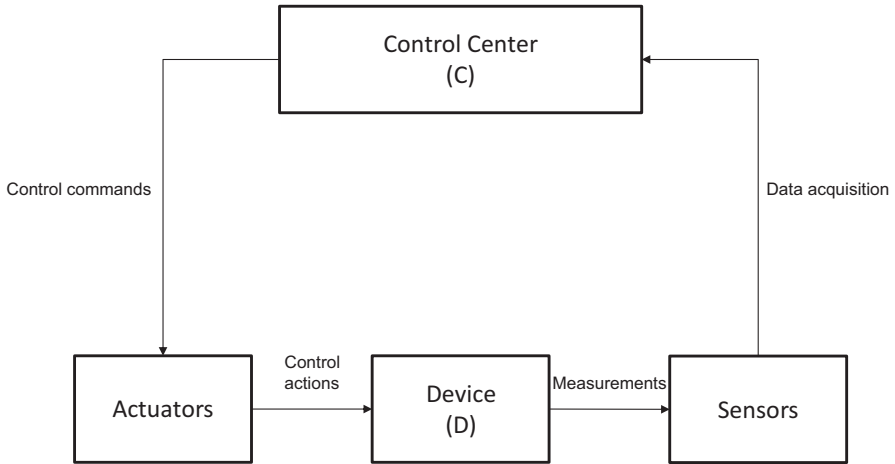 Control Center
(C)
Control commands
Data acquisition
Control
actions
Measurements
Actuators
Device
(D)
Sensors